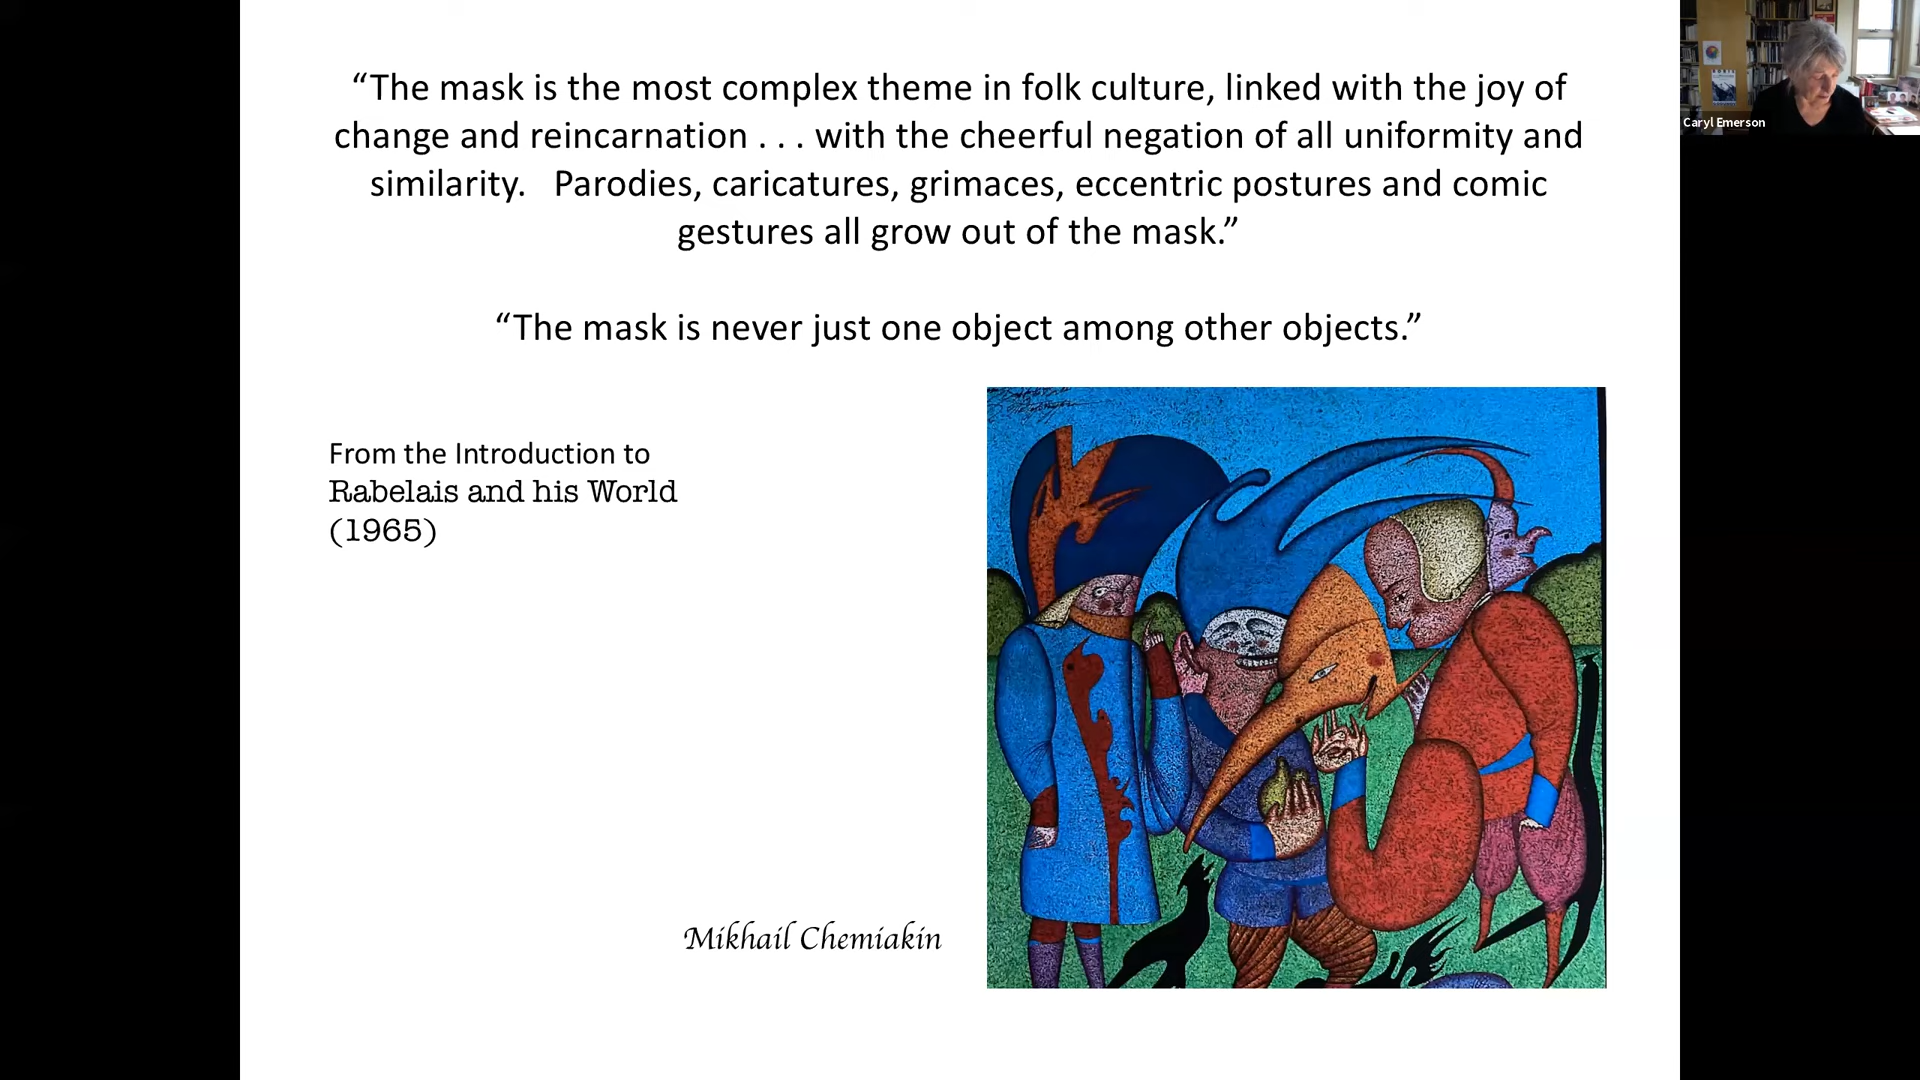 “The mask is the most complex theme in folk culture, linked with the joy of
change and reincarnation . . . with the cheerful negation of all uniformity and
similarity.   Parodies, caricatures, grimaces, eccentric postures and comic
gestures all grow out of the mask.”
“The mask is never just one object among other objects.”
From the Introduction to
Rabelais and his World
(1965)
Mikhail Chemiakin
Caryl Emerson